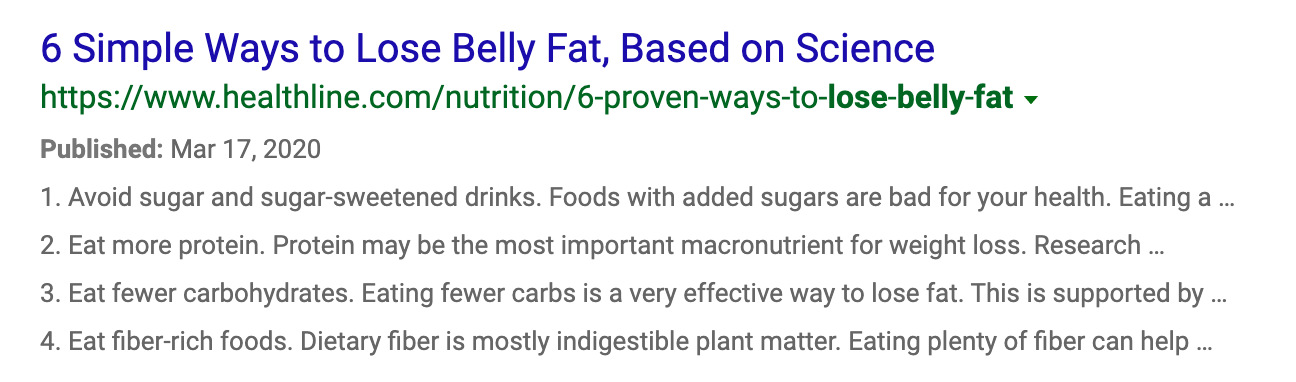 6 Simple Ways to Lose Belly Fat, Based on Science
https://www.healthline.com/nutrition/6-proven-ways-to-lose-belly-fat
Published: Mar 17, 2020
1. Avoid sugar and sugar-sweetened drinks. Foods with added sugars are bad for your health. Eating a ...
2. Eat more protein. Protein may be the most important macronutrient for weight loss. Research ...
3. Eat fewer carbohydrates. Eating fewer carbs is a very effective way to lose fat. This is supported by ...
4. Eat fiber-rich foods. Dietary fiber is mostly indigestible plant matter. Eating plenty of fiber can help ...